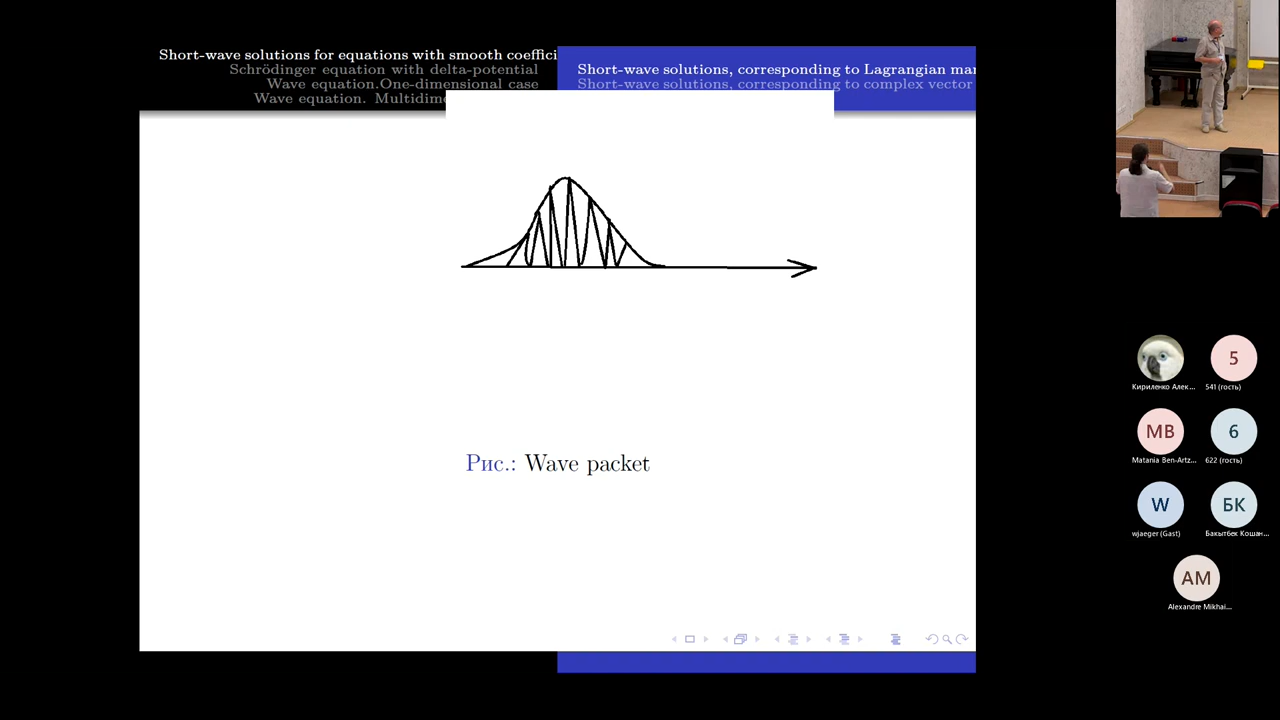 Short-wave solutions for equations with smooth coeffici
Schrödinger equation with delta-potential
Wave equation.One-dimensional case
Wave equation. Multidime
Short-wave solutions, corresponding to Lagrangian man
Short-wave solutions, corresponding to complex vector
Рис.: Wave packet
Кириленко Алек...
5
541 (гость)
MB
Matania Ben-Artz...
6
622 (гость)
W
wjaeger (Gast)
БК
Бакытбек Кошан...
AM
Alexandre Mikhai...